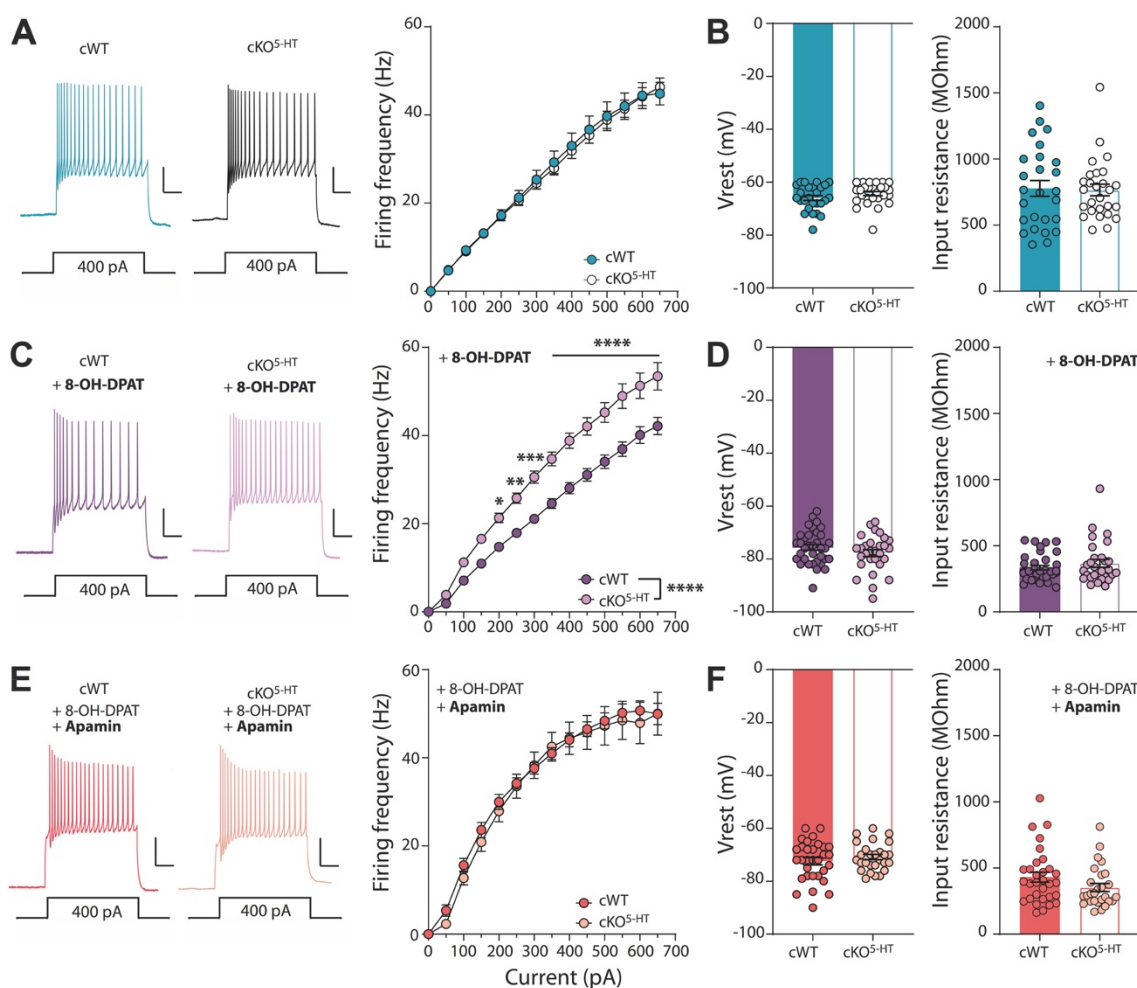 A
cWT
cKO5-HT
400 pA
400 pA
Firing frequency (Hz)
60
40
20
0
0 100 200 300 400 500 600 700
cWT
cKO5-HT
B
Vrest (mV)
0
-20
-40
-60
-80
-100
cWT
cKO5-HT
Input resistance (MOhm)
2000
1500
1000
500
0
cWT
cKO5-HT
C
cWT
+ 8-OH-DPAT
cKO5-HT
+ 8-OH-DPAT
400 pA
400 pA
Firing frequency (Hz)
60
40
20
0
0 100 200 300 400 500 600 700
+ 8-OH-DPAT
****
***
**
*
cWT
cKO5-HT
****
D
Vrest (mV)
0
-20
-40
-60
-80
-100
cWT
cKO5-HT
Input resistance (MOhm)
2000
1500
1000
500
0
+ 8-OH-DPAT
cWT
cKO5-HT
E
cWT
+ 8-OH-DPAT
+ Apamin
cKO5-HT
+ 8-OH-DPAT
+ Apamin
400 pA
400 pA
Firing frequency (Hz)
60
40
20
0
0 100 200 300 400 500 600 700
Current (pA)
+ 8-OH-DPAT
+ Apamin
cWT
cKO5-HT
F
Vrest (mV)
0
-20
-40
-60
-80
-100
cWT
cKO5-HT
Input resistance (MOhm)
2000
1500
1000
500
0
+ 8-OH-DPAT
+ Apamin
cWT
cKO5-HT